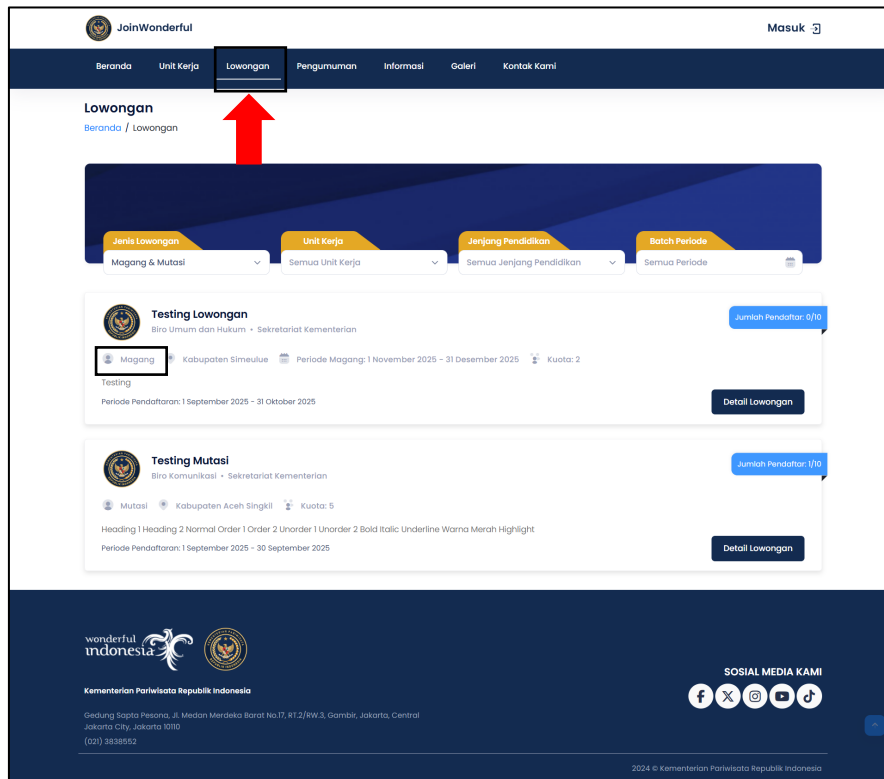 JoinWonderful
Masuk
Beranda Unit Kerja Lowongan Pengumuman Informasi Galeri Kontak Kami
Lowongan
Beranda / Lowongan
Jenis Lowongan Unit Kerja Jenjang Pendidikan Batch Periode
Magang & Mutasi Semua Unit Kerja Semua Jenjang Pendidikan Semua Periode
Testing Lowongan
Jumlah Pendaftar: 0/10
Biro Umum dan Hukum • Sekretariat Kementerian
Magang Kabupaten Simeulue Periode Magang: 1 November 2025 - 31 Desember 2025 Kuota: 2
Testing
Periode Pendaftaran: 1 September 2025 - 31 Oktober 2025
Detail Lowongan
Testing Mutasi
Jumlah Pendaftar: 1/10
Biro Komunikasi • Sekretariat Kementerian
Mutasi Kabupaten Aceh Singkil Kuota: 5
Heading 1 Heading 2 Normal Order 1 Order 2 Unorder 1 Unorder 2 Bold Italic Underline Warna Merah Highlight
Periode Pendaftaran: 1 September 2025 - 30 September 2025
Detail Lowongan
wonderful
indonesia
SOSIAL MEDIA KAMI
Kementerian Pariwisata Republik Indonesia
Gedung Sapta Pesona, Jl. Medan Merdeka Barat No.17, RT.2/RW.3, Gambir, Jakarta, Central
Jakarta City, Jakarta 10110
(021) 3838552
2024 © Kementerian Pariwisata Republik Indonesia